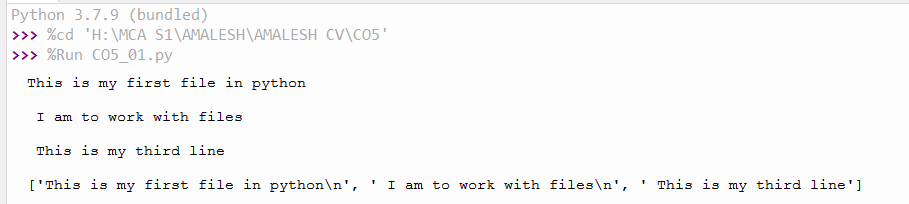 Python 3.7.9 (bundled)
>>> %cd 'H:\MCA S1\AMALESH\AMALESH CV\CO5'
>>> %Run CO5_01.py
This is my first file in python
I am to work with files
This is my third line
['This is my first file in python\n', ' I am to work with files\n', ' This is my third line']